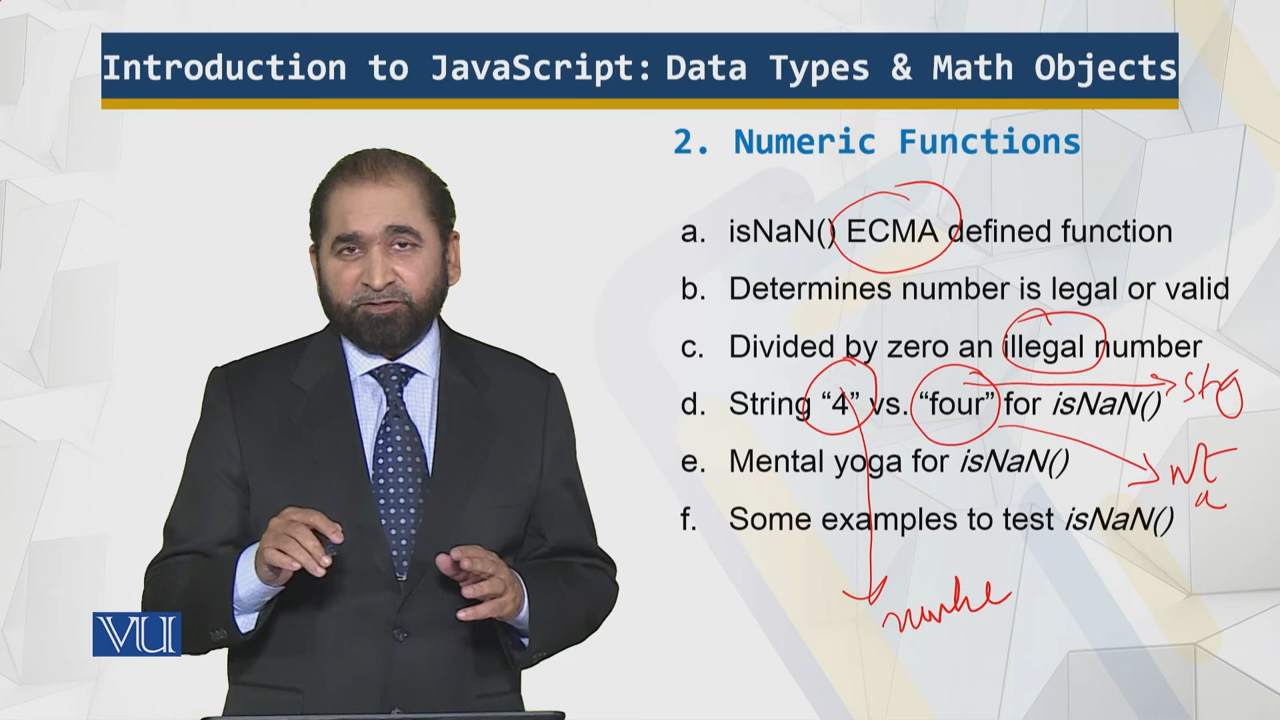 Introduction to JavaScript: Data Types & Math Objects
2. Numeric Functions
a. isNaN() ECMA defined function
b. Determines number is legal or valid
c. Divided by zero an illegal number
d. String “4” vs. “four” for isNaN()
e. Mental yoga for isNaN()
f. Some examples to test isNaN()
VU